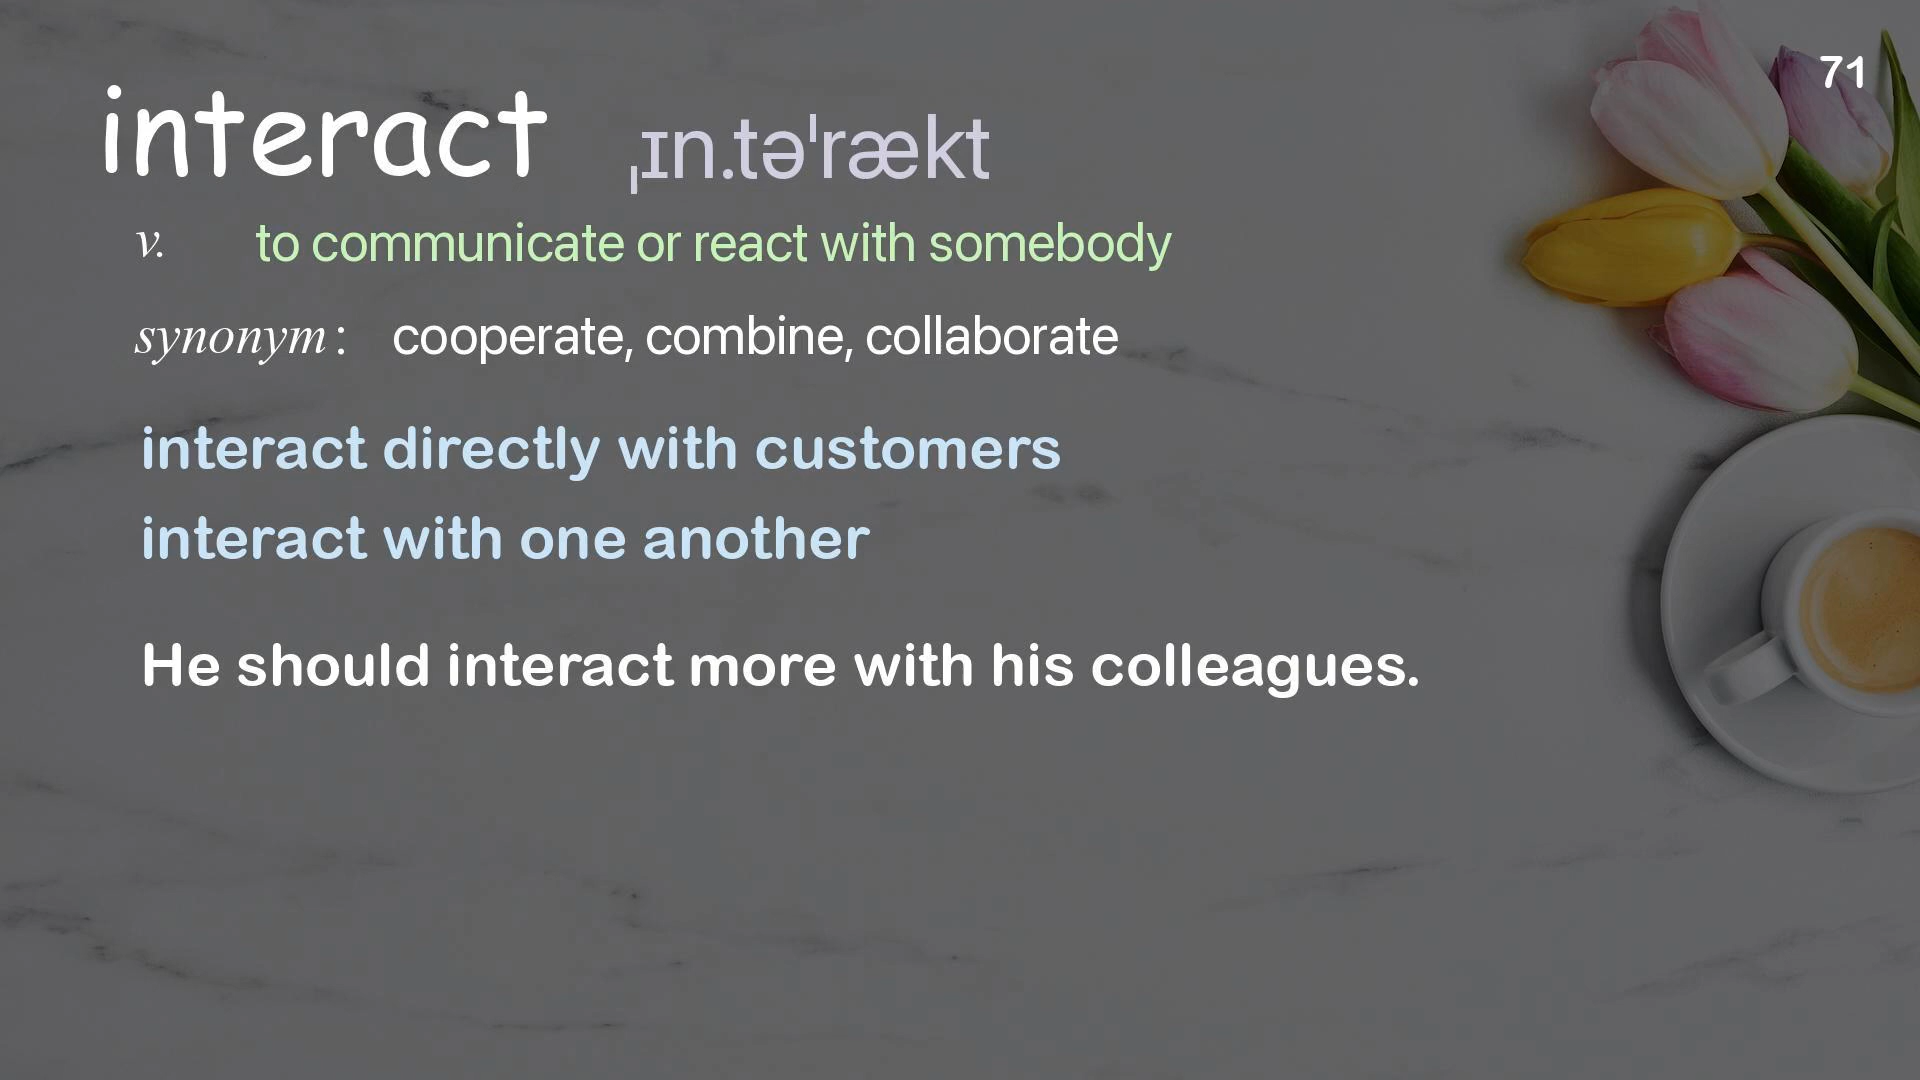 71
interact ˌɪn.təˈrækt
v. to communicate or react with somebody
synonym : cooperate, combine, collaborate
interact directly with customers
interact with one another
He should interact more with his colleagues.